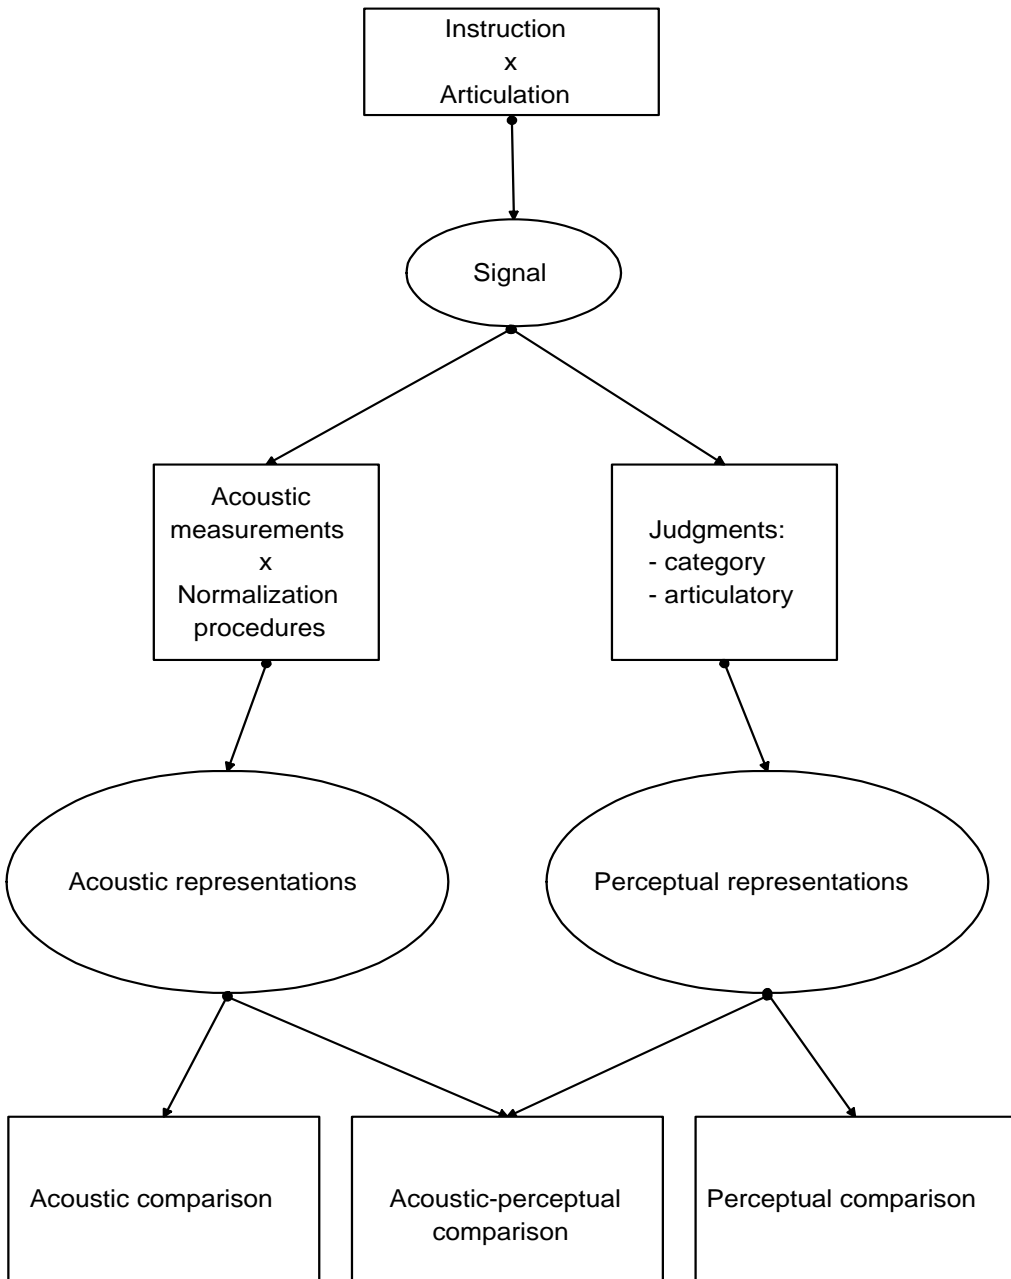 Instruction
x
Articulation
Signal
Acoustic
measurements
x
Normalization
procedures
Judgments:
- category
- articulatory
Acoustic representations
Perceptual representations
Acoustic comparison
Acoustic-perceptual
comparison
Perceptual comparison